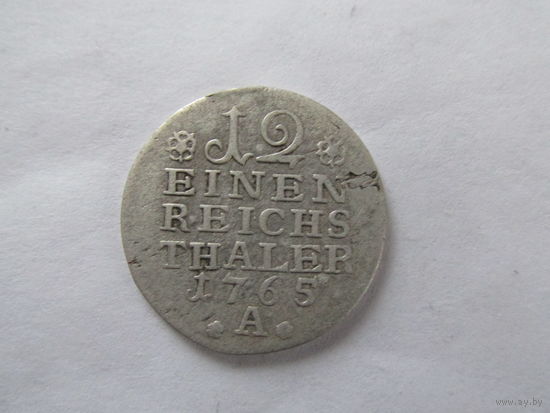 12
EINEN
REICHS
THALER
1765
A
www.ay.by